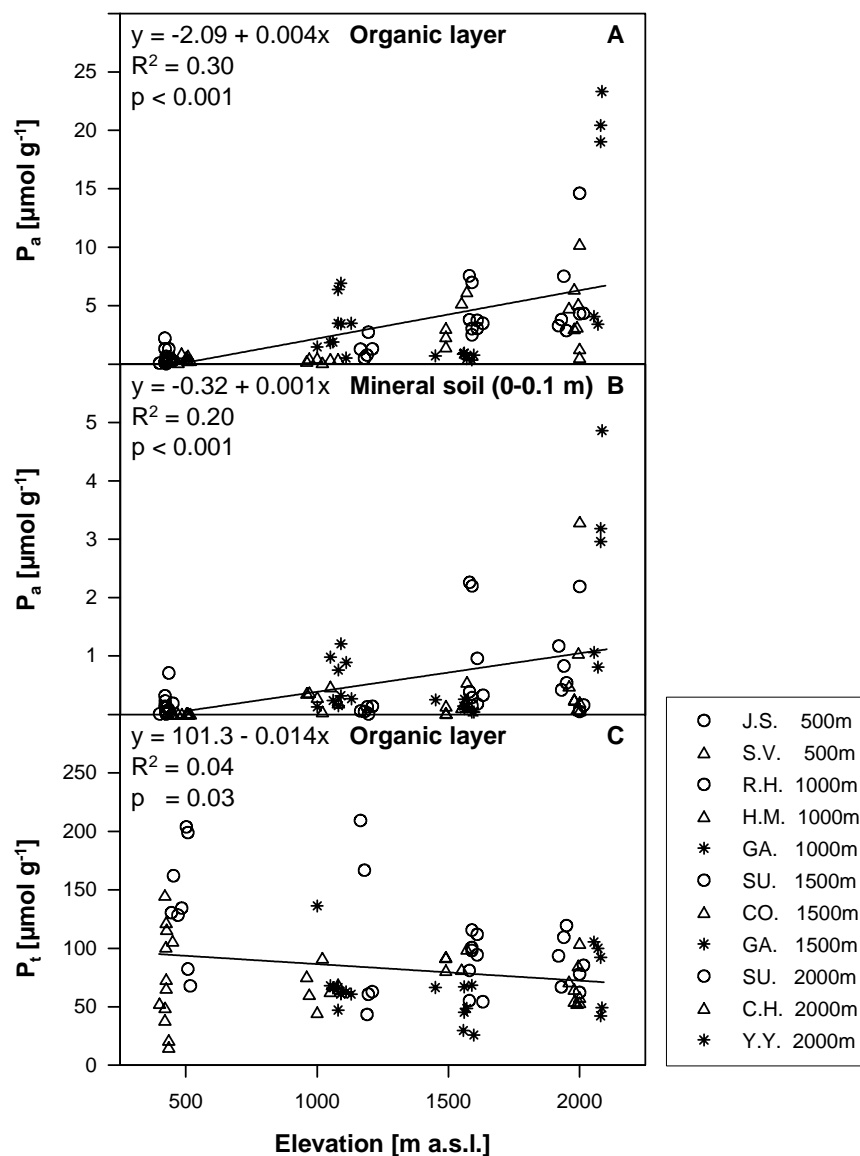 y = -2.09 + 0.004x Organic layer A
R² = 0.30
p < 0.001
25
20
15
10
5
Pₐ [µmol g⁻¹]
y = -0.32 + 0.001x Mineral soil (0-0.1 m) B
R² = 0.20
p < 0.001
5
4
3
2
1
Pₐ [µmol g⁻¹]
y = 101.3 - 0.014x Organic layer C
R² = 0.04
p = 0.03
250
200
150
100
50
0
Pₜ [µmol g⁻¹]
500 1000 1500 2000
Elevation [m a.s.l.]
J.S. 500m
S.V. 500m
R.H. 1000m
H.M. 1000m
GA. 1000m
SU. 1500m
CO. 1500m
GA. 1500m
SU. 2000m
C.H. 2000m
Y.Y. 2000m